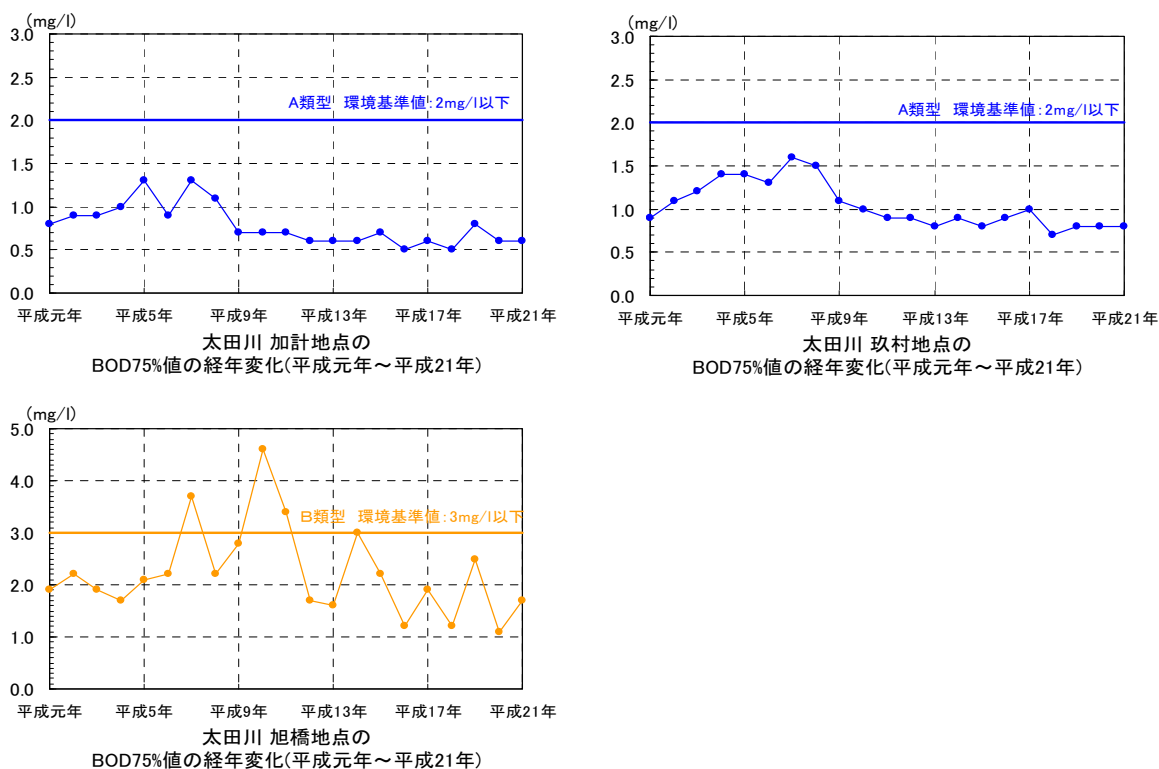 (mg/l)
3.0
2.5
A類型 環境基準値:2mg/l以下
2.0
1.5
1.0
0.5
0.0
平成元年 平成5年 平成9年 平成13年 平成17年 平成21年
太田川 加計地点の
BOD75%値の経年変化(平成元年～平成21年)
(mg/l)
3.0
2.5
A類型 環境基準値:2mg/l以下
2.0
1.5
1.0
0.5
0.0
平成元年 平成5年 平成9年 平成13年 平成17年 平成21年
太田川 玖村地点の
BOD75%値の経年変化(平成元年～平成21年)
(mg/l)
5.0
4.0
B類型 環境基準値:3mg/l以下
3.0
2.0
1.0
0.0
平成元年 平成5年 平成9年 平成13年 平成17年 平成21年
太田川 旭橋地点の
BOD75%値の経年変化(平成元年～平成21年)